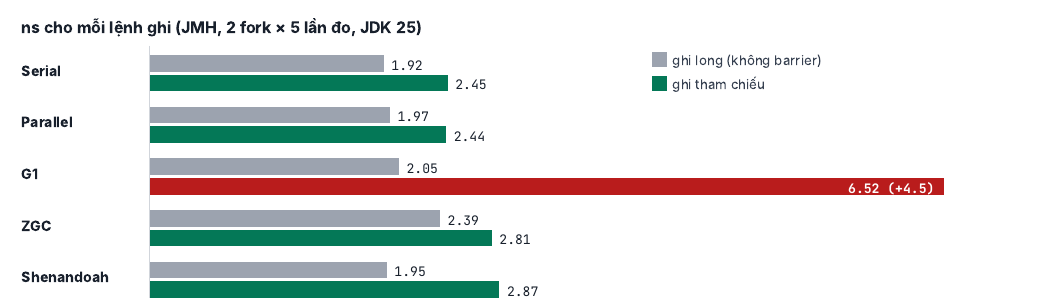 ns cho mỗi lệnh ghi (JMH, 2 fork × 5 lần đo, JDK 25)
ghi long (không barrier)
ghi tham chiếu
Serial
1.92
2.45
Parallel
1.97
2.44
G1
2.05
6.52 (+4.5)
ZGC
2.39
2.81
Shenandoah
1.95
2.87